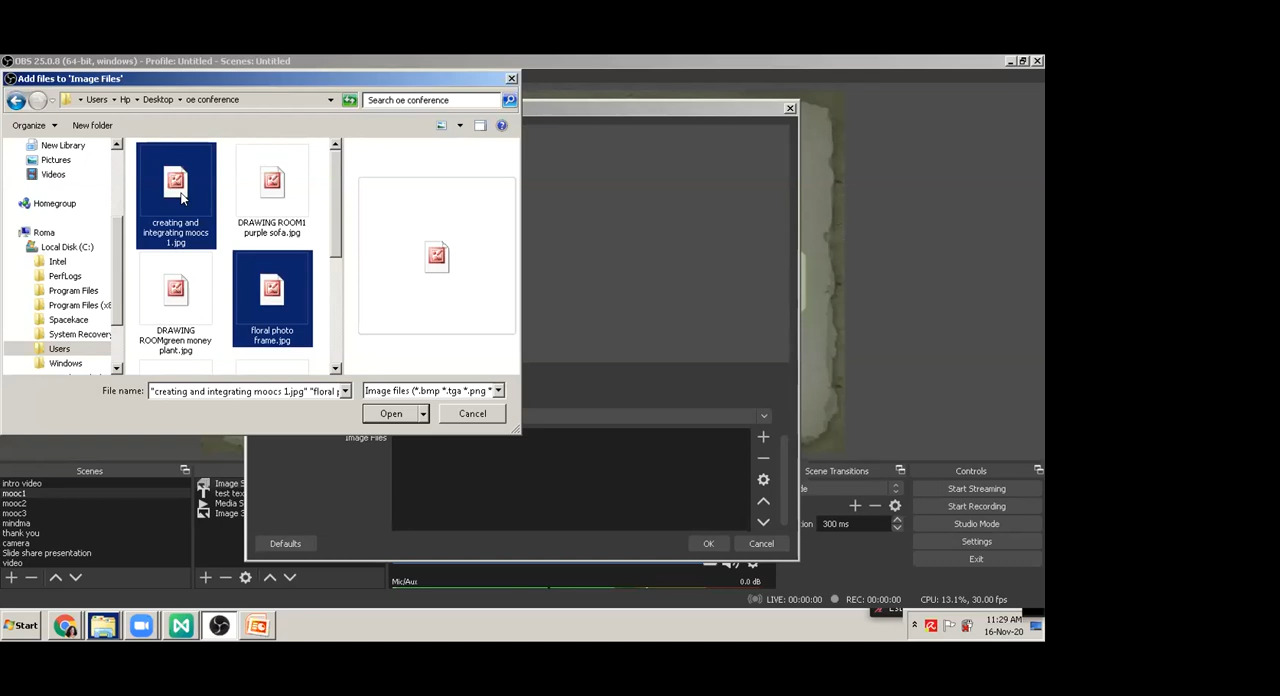 OBS 25.0.8 (64-bit, windows) - Profile: Untitled - Scenes: Untitled
Add files to 'Image Files'
Users Hp Desktop oe conference
Search oe conference
Organize
New folder
New Library
Pictures
Videos
Homegroup
Roma
Local Disk (C:)
Intel
PerfLogs
Program Files
Program Files (x8
Spacekace
System Recovery
Users
Windows
creating and
integrating moocs
1.jpg
DRAWING ROOM1
purple sofa.jpg
DRAWING
ROOMgreen money
plant.jpg
floral photo
frame.jpg
File name:
"creating and integrating moocs 1.jpg" "floral p
Image files (*.bmp *.tga *.png *
Open
Cancel
Image Files
Defaults
OK
Cancel
Scenes
intro video
mooc1
mooc2
mooc3
mindma
thank you
camera
Slide share presentation
video
Image S
test tex
Media S
Image S
Mic/Aux
0.0 dB
Scene Transitions
300 ms
Controls
Start Streaming
Start Recording
Studio Mode
Settings
Exit
LIVE: 00:00:00
REC: 00:00:00
CPU: 13.1%, 30.00 fps
Start
11:29 AM
16-Nov-20